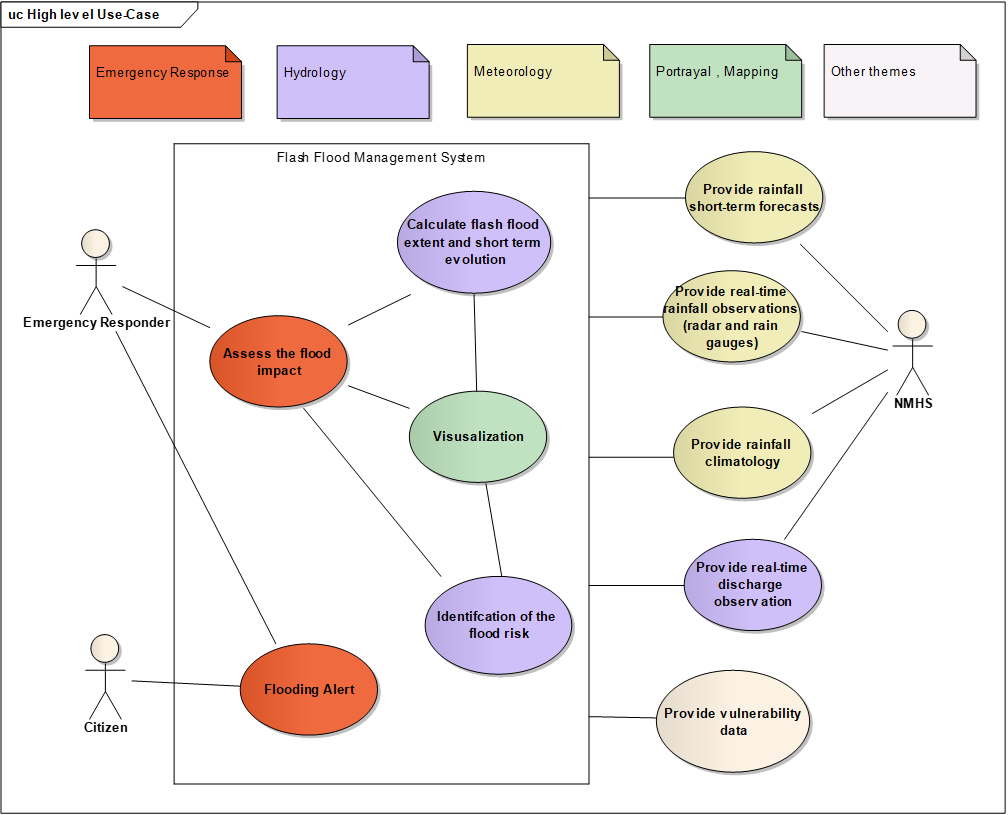 uc High level Use-Case
Emergency Response
Hydrology
Meteorology
Portrayal , Mapping
Other themes
Flash Flood Management System
Calculate flash flood
extent and short term
evolution
Provide rainfall
short-term forecasts
Emergency Responder
Provide real-time
rainfall observations
(radar and rain
gauges)
Assess the flood
impact
NMHS
Visusalization
Provide rainfall
climatology
Provide real-time
discharge
observation
Identifcation of the
flood risk
Flooding Alert
Citizen
Provide vulnerability
data